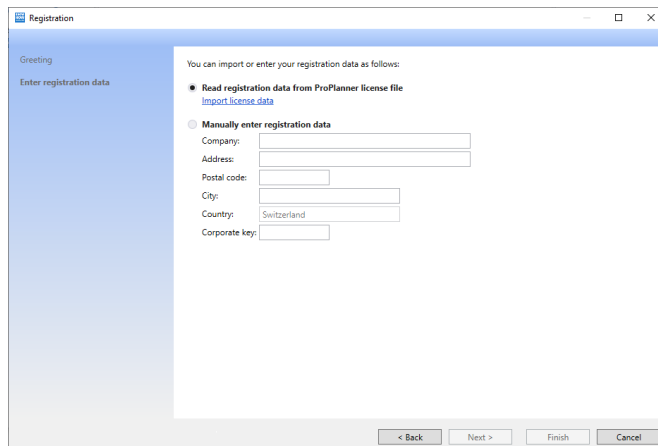 Registration
Greeting
Enter registration data
You can import or enter your registration data as follows:
Read registration data from ProPlanner license file
Import license data
Manually enter registration data
Company:
Address:
Postal code:
City:
Country: Switzerland
Corporate key:
< Back Next > Finish Cancel